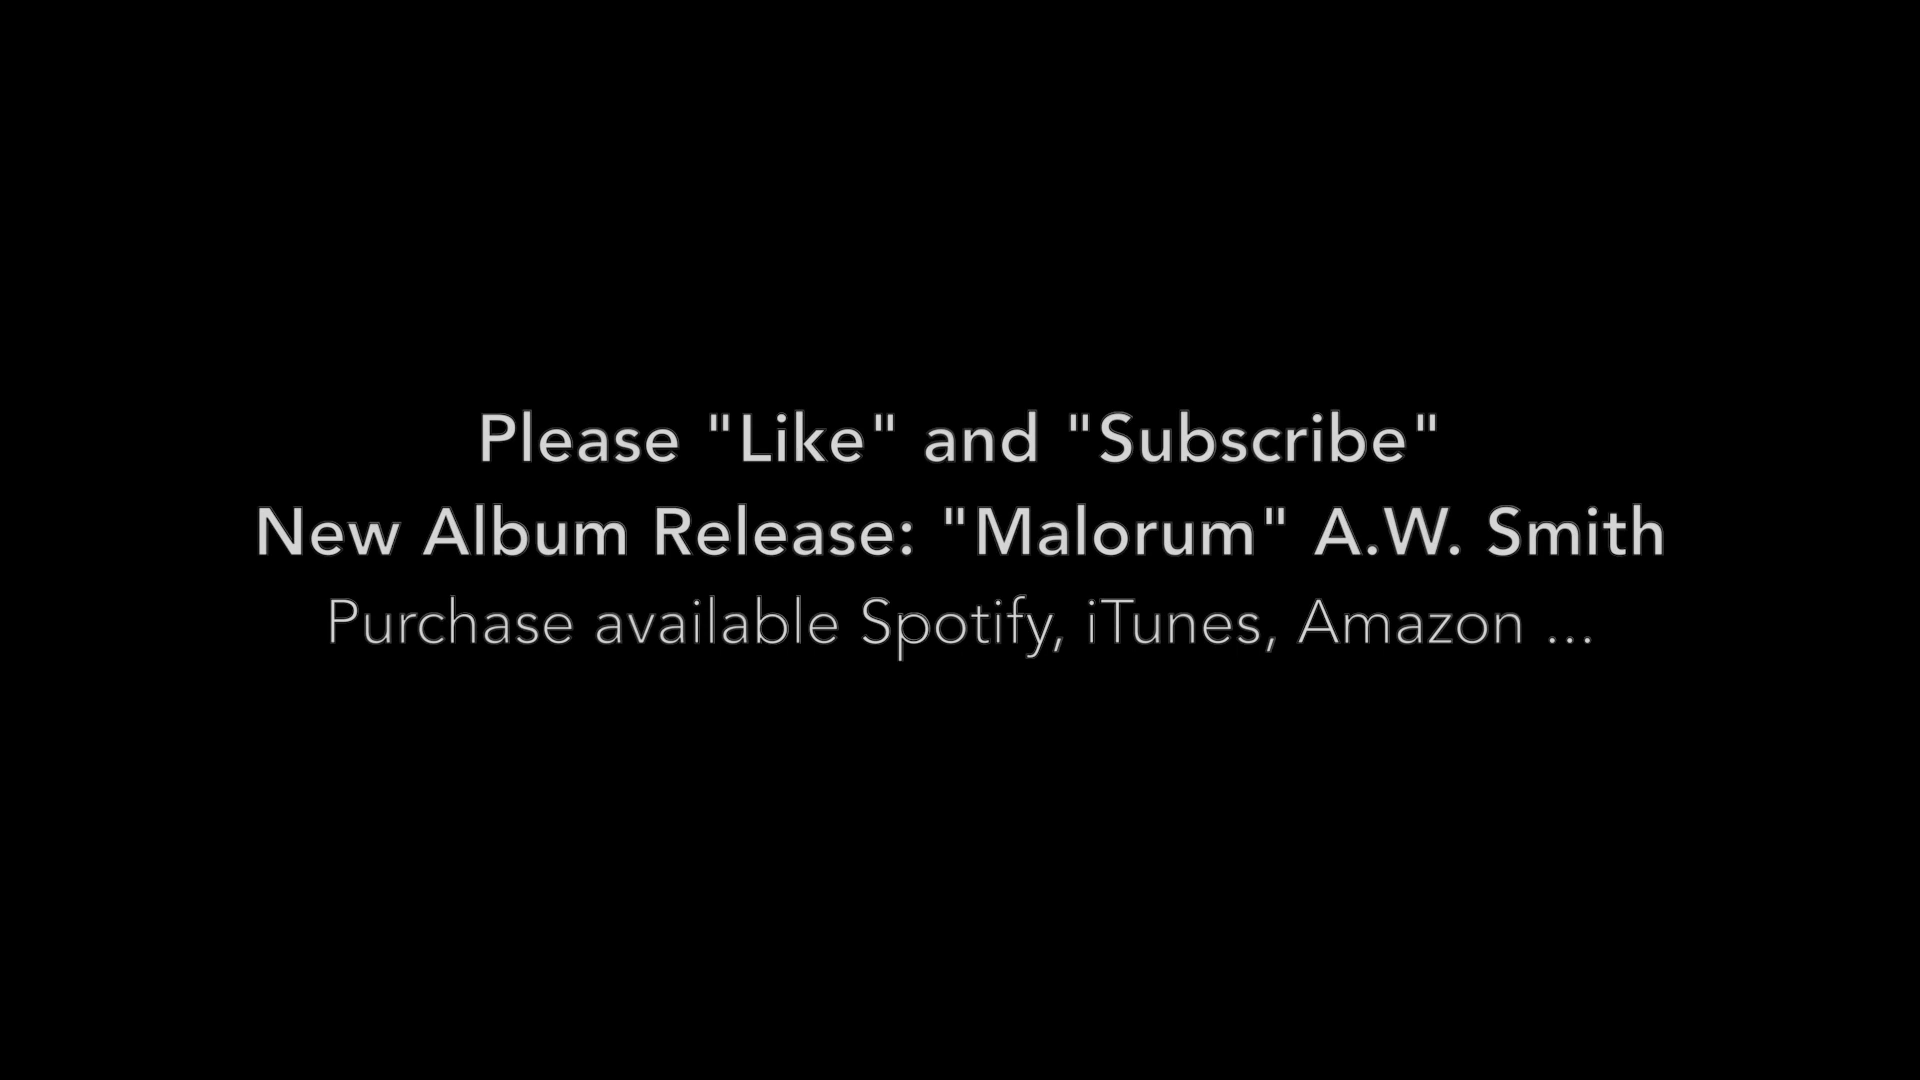 Please "Like" and "Subscribe"
New Album Release: "Malorum" A.W. Smith
Purchase available Spotify, iTunes, Amazon ...